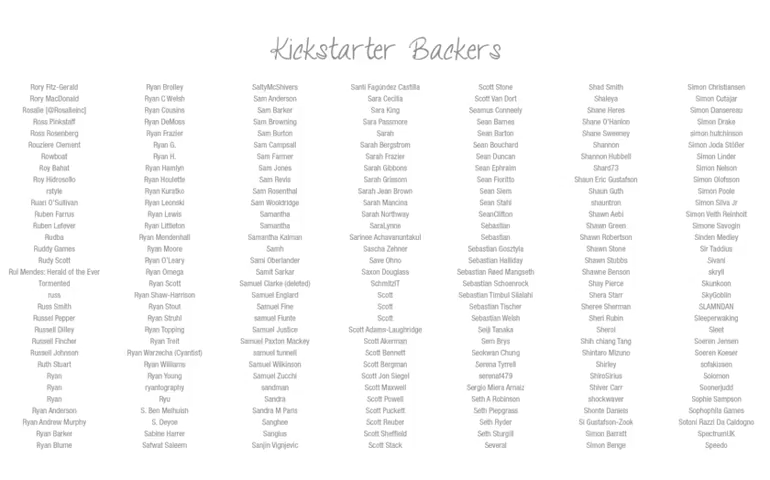 Kickstarter Backers
Rory Fitz-Gerald
Rory MacDonald
Rosalie [@Rosalieinc]
Ross Pinkstaff
Ross Rosenberg
Rouziere Clement
Rowboat
Roy Bahat
Roy Hidrosollo
rstyle
Ruari O'Sullivan
Ruben Farrus
Ruben Lefever
Rudba
Ruddy Games
Rudy Scott
Rui Mendes: Herald of the Ever
Tormented
russ
Russ Smith
Russel Pepper
Russell Dilley
Russell Fincher
Russell Johnson
Ruth Stuart
Ryan
Ryan
Ryan
Ryan Anderson
Ryan Andrew Murphy
Ryan Barker
Ryan Blume
Ryan Bralley
Ryan C Welsh
Ryan Cousins
Ryan DeMoss
Ryan Frazier
Ryan G.
Ryan H.
Ryan Hamlyn
Ryan Houlette
Ryan Kuratko
Ryan Leonski
Ryan Lewis
Ryan Littleton
Ryan Mendenhall
Ryan Moore
Ryan O'Leary
Ryan Omega
Ryan Scott
Ryan Shaw-Harrison
Ryan Stout
Ryan Struhl
Ryan Topping
Ryan Treit
Ryan Warzecha (Cyantist)
Ryan Williams
Ryan Young
ryantography
Ryu
S. Ben Melhuish
S. Deyoe
Sabine Harrer
Safwat Saleem
SaltyMcShivers
Sam Anderson
Sam Barker
Sam Browning
Sam Burton
Sam Campsall
Sam Farmer
Sam Jones
Sam Revis
Sam Rosenthal
Sam Wooldridge
Samantha
Samantha
Samantha Kalman
Samh
Sami Oberlander
Samit Sarkar
Samuel Clarke (deleted)
Samuel England
Samuel Fine
samuel Flunte
Samuel Justice
Samuel Paxton Mackey
samuel tunnell
Samuel Wilkinson
Samuel Zucchi
sandman
Sandra
Sandra M Pans
Sanghee
Sangius
Sanjin Vignjevic
Santi Fagúndez Castilla
Sara Cecilia
Sara King
Sara Passmore
Sarah
Sarah Bergstrom
Sarah Frazier
Sarah Gibbons
Sarah Grissom
Sarah Jean Brown
Sarah Mancina
Sarah Northway
SaraLynne
Sarinee Achavanuntakul
Sascha Zehner
Save Ohno
Saxon Douglass
SchmitzIT
Scott
Scott
Scott
Scott Adams-Laughridge
Scott Akerman
Scott Bennett
Scott Bergman
Scott Jon Siegel
Scott Maxwell
Scott Powell
Scott Puckett
Scott Reuber
Scott Sheffield
Scott Stack
Scott Stone
Scott Van Dort
Seamus Conneely
Sean Barnes
Sean Barton
Sean Bouchard
Sean Duncan
Sean Ephraim
Sean Fioritto
Sean Siem
Sean Stahl
SeanClifton
Sebastian
Sebastian
Sebastian Gosztyla
Sebastian Halliday
Sebastian Reed Mangseth
Sebastian Schoenrock
Sebastian Timbul Silalahi
Sebastian Tischer
Sebastian Welsh
Seiji Tanaka
Sem Brys
Seokwan Chung
Serena Tyrrell
serenaf479
Sergio Miera Arnaiz
Seth A Robinson
Seth Piepgrass
Seth Ryder
Seth Sturgill
Several
Shad Smith
Shaleya
Shane Heres
Shane O'Hanlon
Shane Sweeney
Shannon
Shannon Hubbell
Shard73
Shaun Eric Gustafson
Shaun Guth
shauntron
Shawn Aebi
Shawn Green
Shawn Robertson
Shawn Stone
Shawn Stubbs
Shawne Benson
Shay Pierce
Shera Starr
Sheree Sherman
Sheri Rubin
Shersi
Shih chiang Tang
Shintaro Mizuno
Shirley
ShiroSirius
Shiver Carr
shockwaver
Shonte Daniels
Si Gustafson-Zook
Simon Barratt
Simon Benge
Simon Christiansen
Simon Cutajar
Simon Dansereau
Simon Drake
simon hutchinson
Simon Joda Stößer
Simon Linder
Simon Nelson
Simon Olofsson
Simon Poole
Simon Silva Jr
Simon Veith Reinholt
Simone Savogin
Sinden Medley
Sir Taddius
Sivani
skryll
Skunkoon
SkyGoblin
SLAMNDAN
Sleeperwaking
Sleet
Soeren Jensen
Soeren Koeser
sofakiosen
Solomon
Soonerjudd
Sophie Sampson
Sophophila Games
Sotani Razzi Da Caldogno
SpectrumUK
Speedo